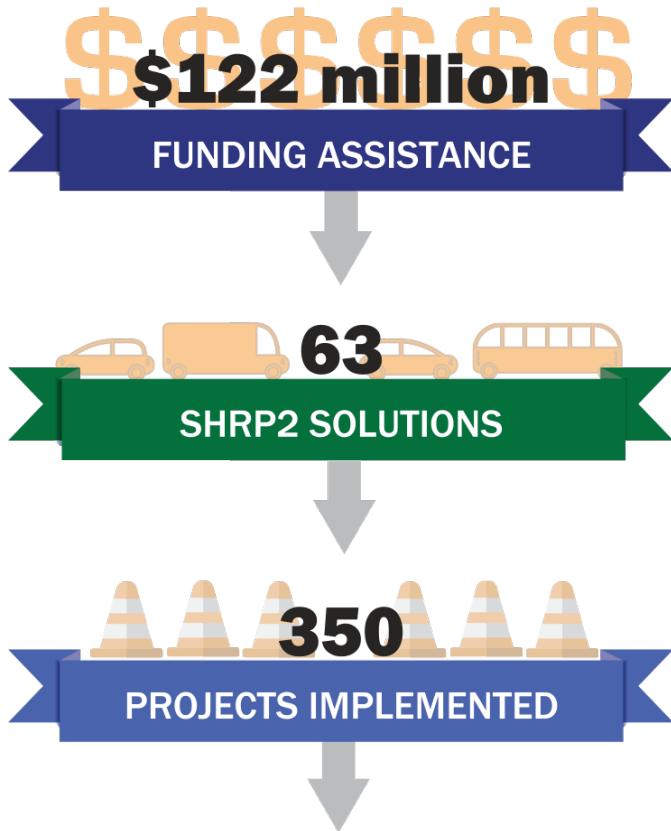 $$$$$$
$122 million
FUNDING ASSISTANCE
63
SHRP2 SOLUTIONS
350
PROJECTS IMPLEMENTED